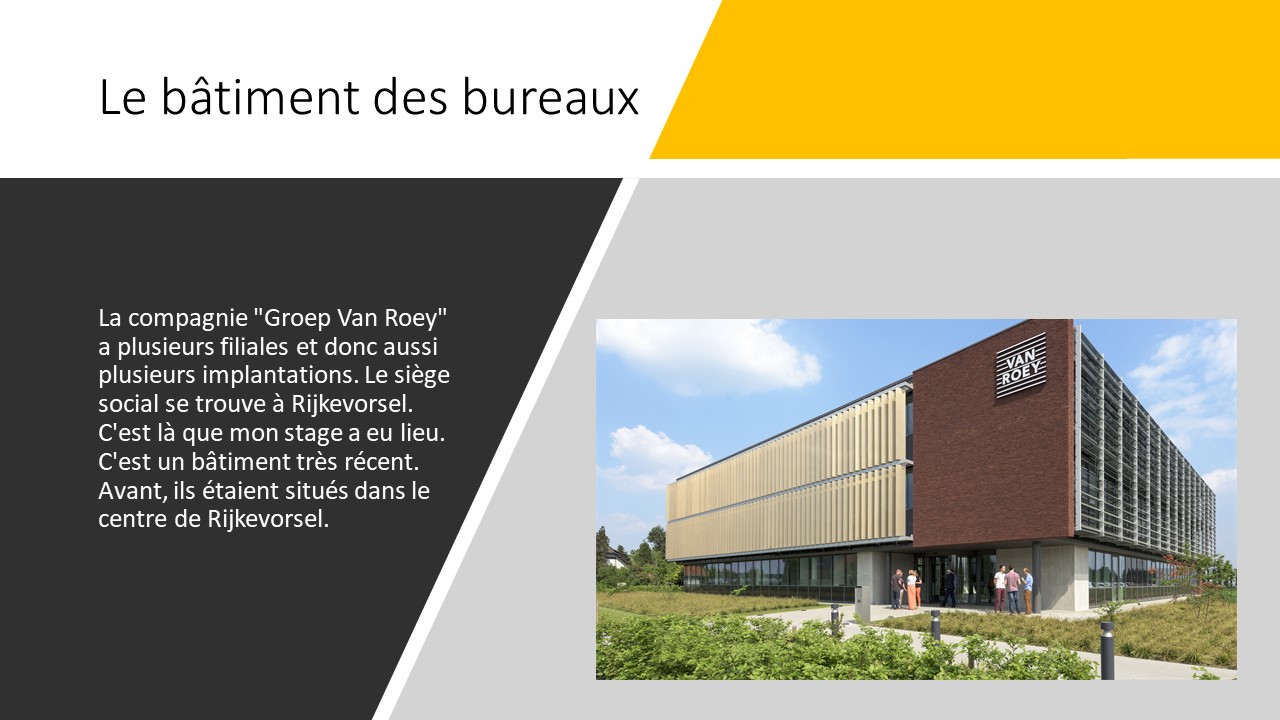 Le bâtiment des bureaux
La compagnie "Groep Van Roey"
a plusieurs filiales et donc aussi
plusieurs implantations. Le siège
social se trouve à Rijkevorsel.
C'est là que mon stage a eu lieu.
C'est un bâtiment très récent.
Avant, ils étaient situés dans le
centre de Rijkevorsel.
VAN
ROEY